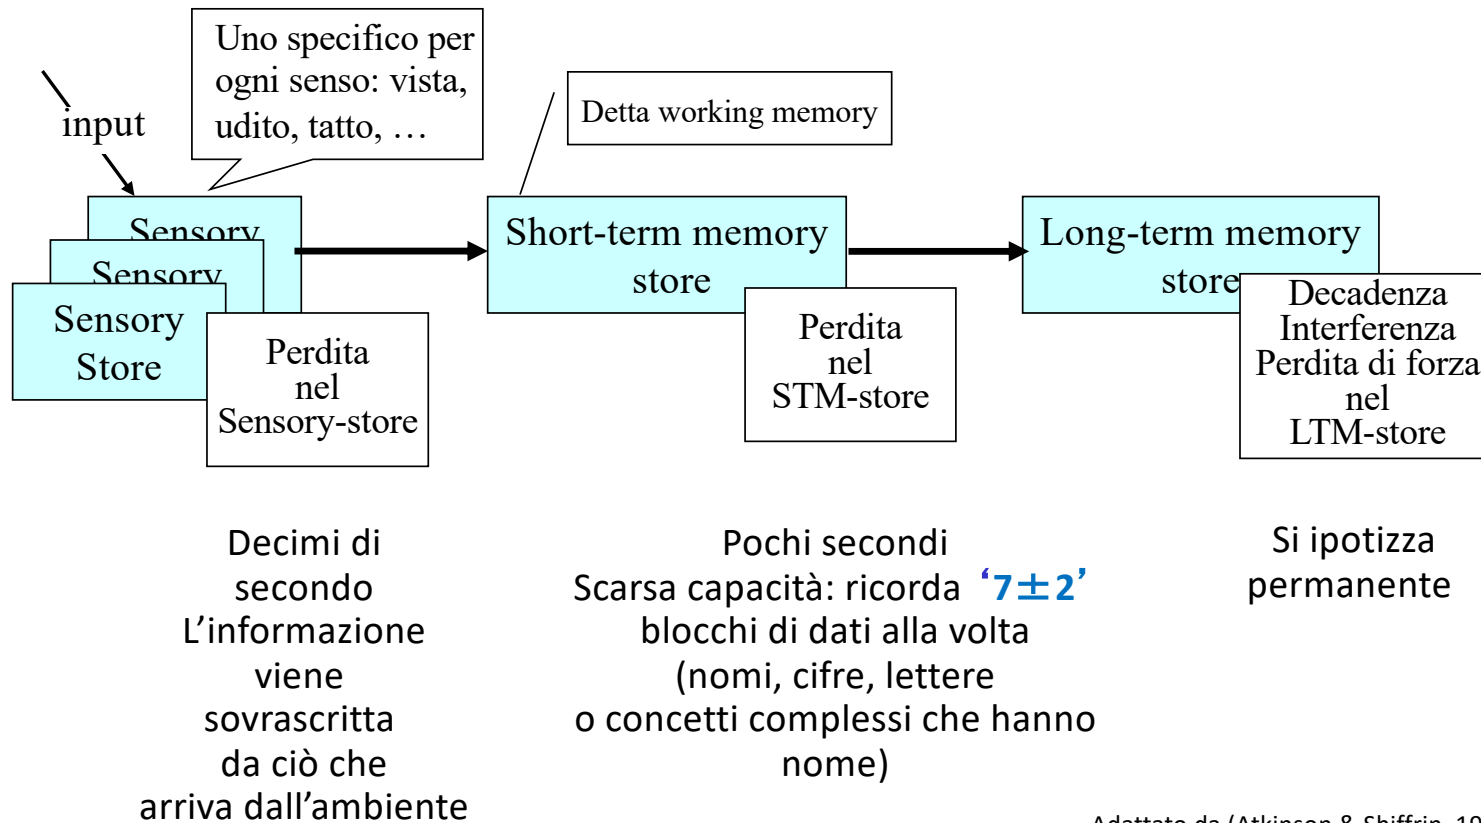 Uno specifico per
ogni senso: vista,
udito, tatto, …
input
Detta working memory
Sensory
Sensory
Sensory
Store
Short-term memory
store
Long-term memory
store
Perdita
nel
Sensory-store
Perdita
nel
STM-store
Decadenza
Interferenza
Perdita di forza
nel
LTM-store
Decimi di
secondo
L’informazione
viene
sovrascritta
da ciò che
arriva dall’ambiente
Pochi secondi
Scarsa capacità: ricorda ‘7±2’
blocchi di dati alla volta
(nomi, cifre, lettere
o concetti complessi che hanno
nome)
Si ipotizza
permanente
Adattato da (Atkinson & Shiffrin,